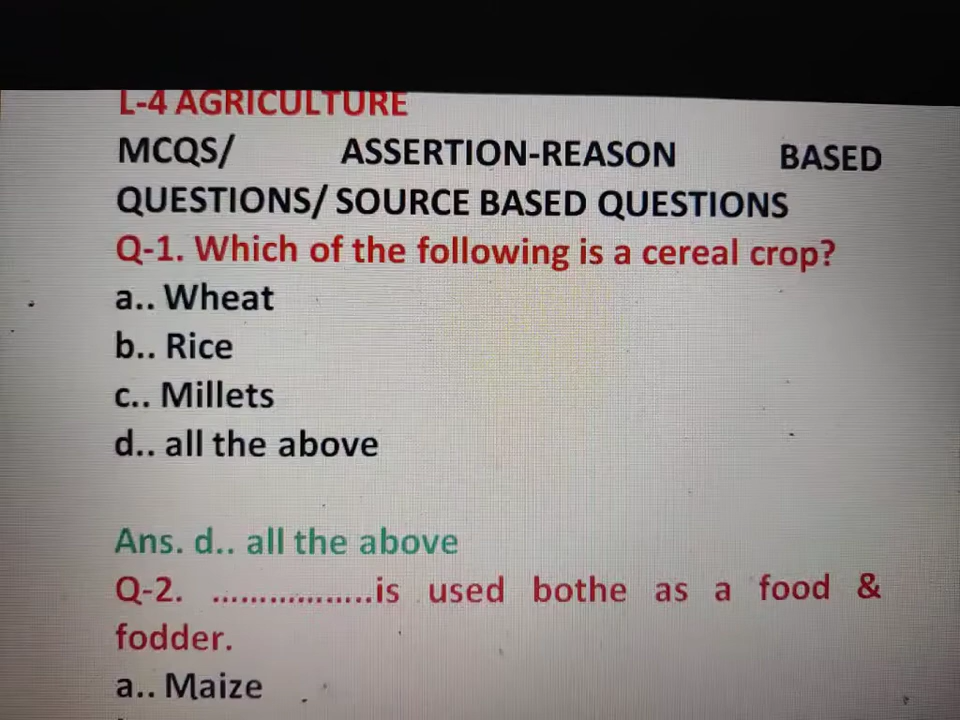 L-4 AGRICULTURE
MCQS/ ASSERTION-REASON BASED
QUESTIONS/ SOURCE BASED QUESTIONS
Q-1. Which of the following is a cereal crop?
a.. Wheat
b.. Rice
c.. Millets
d.. all the above
Ans. d.. all the above
Q-2. .................is used bothe as a food &
fodder.
a.. Maize